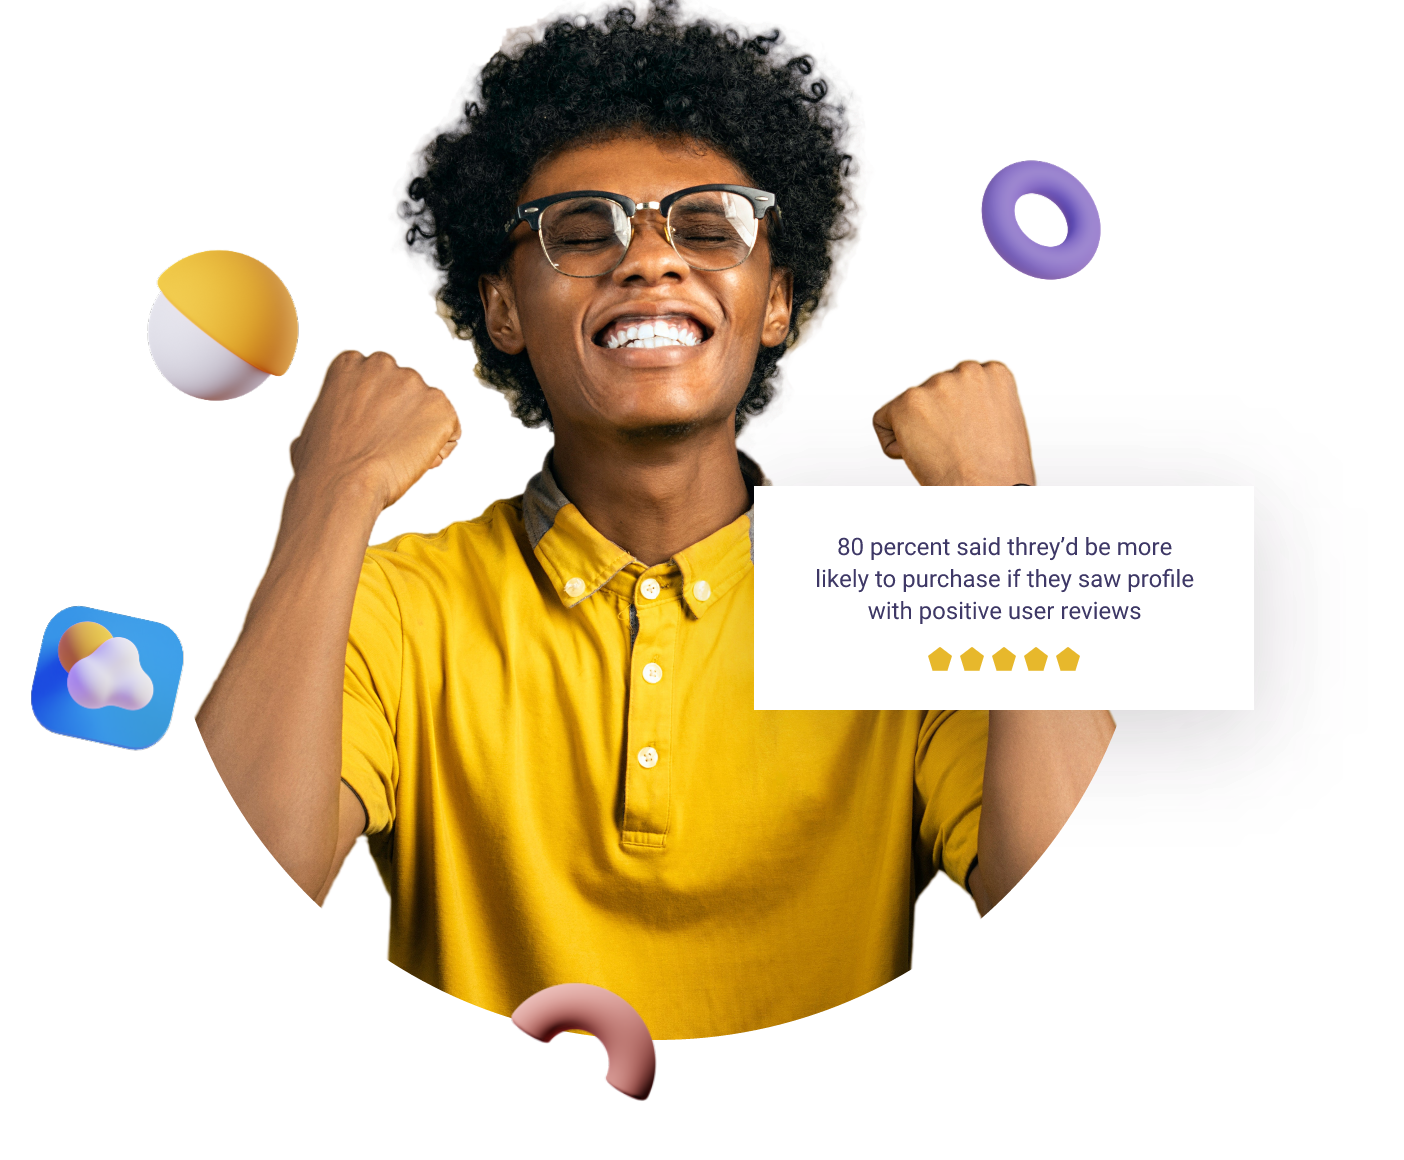 80 percent said threy’d be more
likely to purchase if they saw profile
with positive user reviews